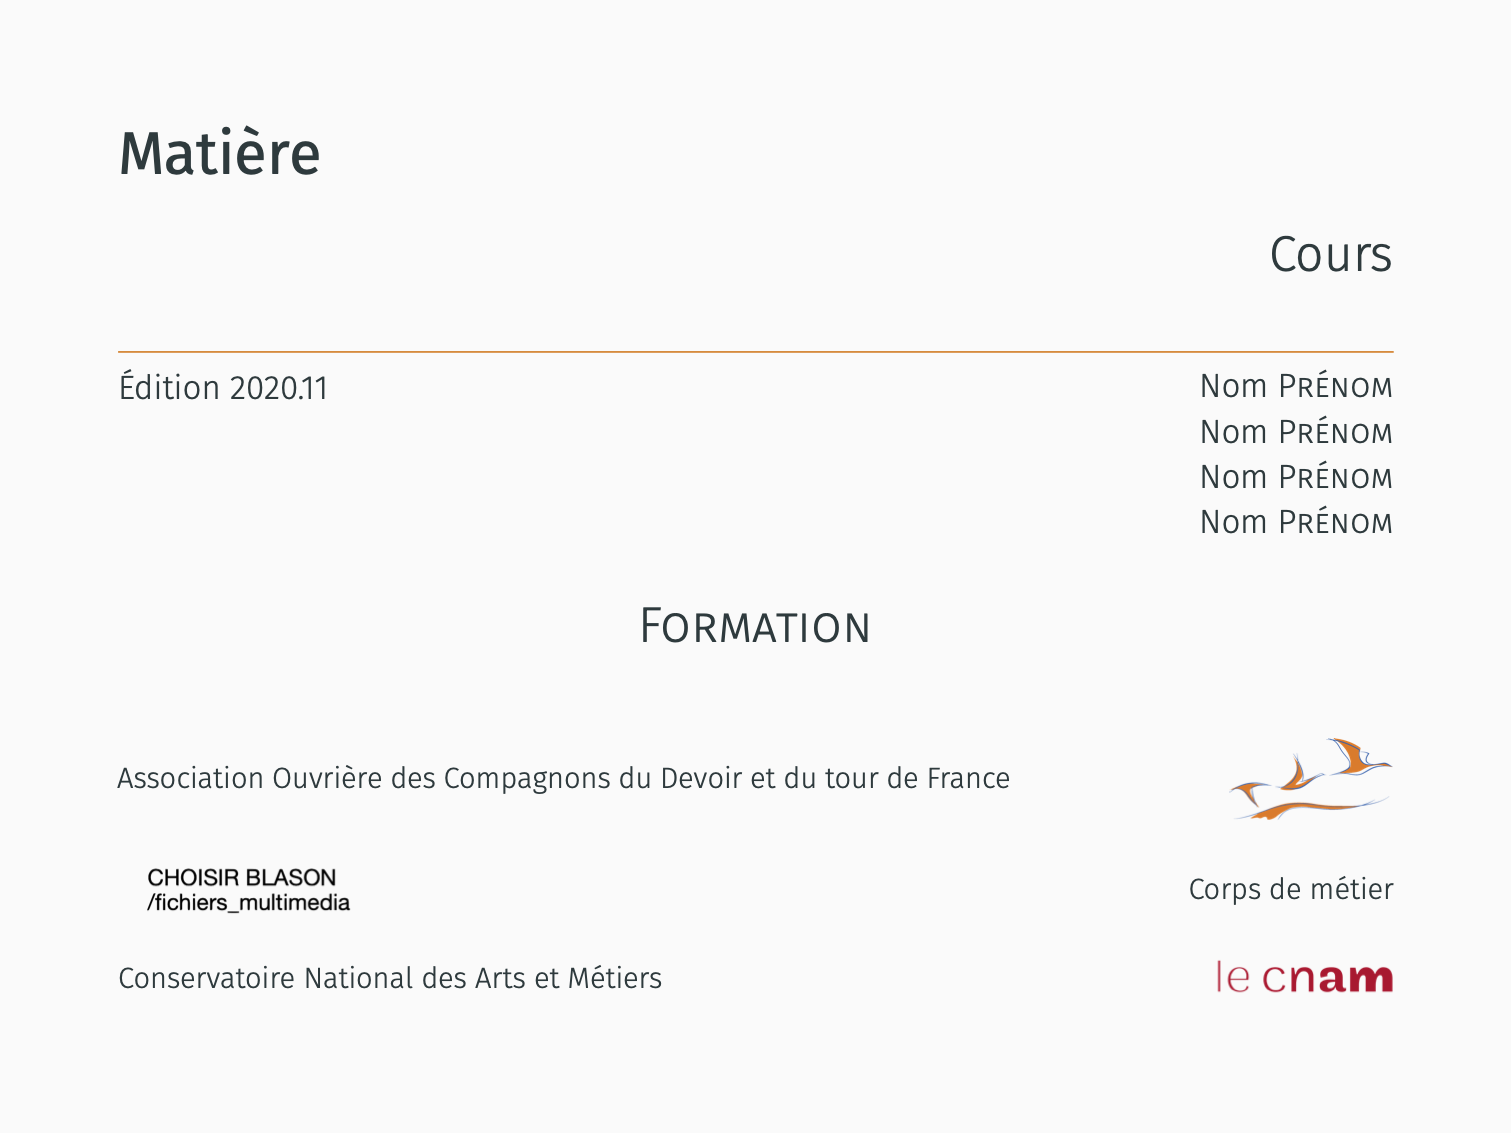 Matière
Cours
Édition 2020.11
Nom Prénom
Nom Prénom
Nom Prénom
Nom Prénom
Formation
Association Ouvrière des Compagnons du Devoir et du tour de France
CHOISIR BLASON
/fichiers_multimedia
Corps de métier
Conservatoire National des Arts et Métiers
le cnam